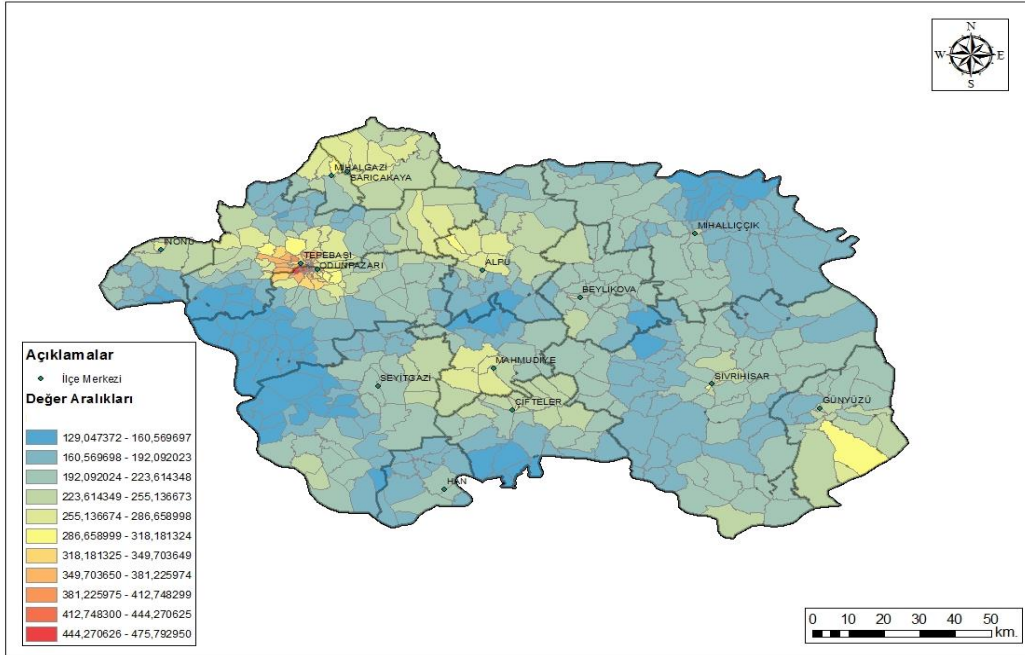 N
W E
S
MİHALGAZİ
SARICAKAYA
MİHALLIÇÇIK
İNÖNÜ
TEPEBAŞI
ODUNPAZARI
ALPU
BEYLİKOVA
MAHMUDİYE
SEYİTGAZİ
SİVRİHİSAR
ÇİFTELER
GÜNYÜZÜ
HAN
Açıklamalar
İlçe Merkezi
Değer Aralıkları
129,047372 - 160,569697
160,569698 - 192,092023
192,092024 - 223,614348
223,614349 - 255,136673
255,136674 - 286,658998
286,658999 - 318,181324
318,181325 - 349,703649
349,703650 - 381,225974
381,225975 - 412,748299
412,748300 - 444,270625
444,270626 - 475,792950
0 10 20 30 40 50
km.